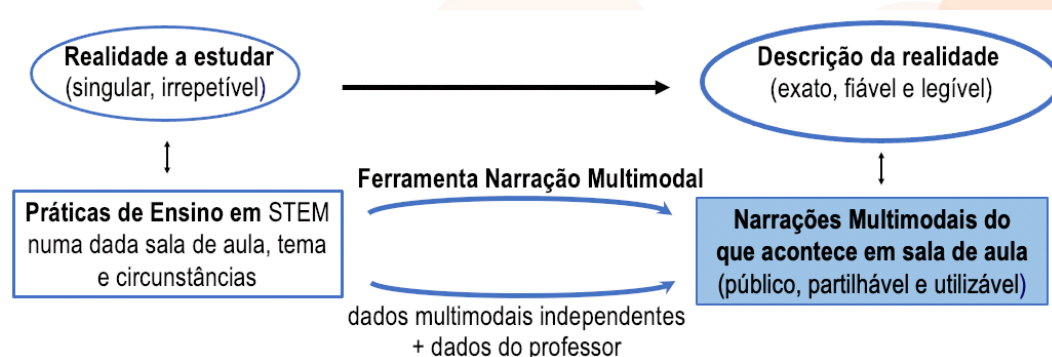 Realidade a estudar
(singular, irrepetível)
Descrição da realidade
(exato, fiável e legível)
Ferramenta Narração Multimodal
Práticas de Ensino em STEM
numa dada sala de aula, tema
e circunstâncias
Narrações Multimodais do
que acontece em sala de aula
(público, partilhável e utilizável)
dados multimodais independentes
+ dados do professor